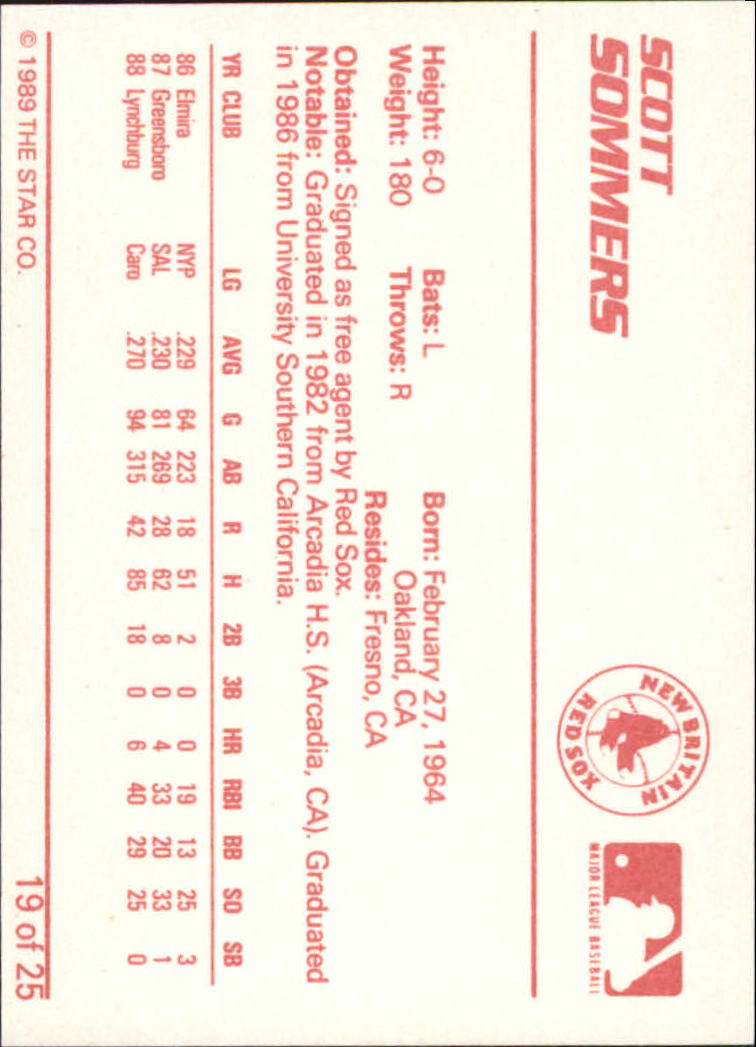 SCOTT
SOMMERS
NEW BRITAIN
RED SOX
MAJOR LEAGUE BASEBALL
Height: 6-0 Bats: L Born: February 27, 1964
Weight: 180 Throws: R Oakland, CA
Resides: Fresno, CA
Obtained: Signed as free agent by Red Sox.
Notable: Graduated in 1982 from Arcadia H.S. (Arcadia, CA). Graduated
in 1986 from University Southern California.
YR CLUB LG AVG G AB R H 2B 3B HR RBI BB SO SB
86 Elmira NYP .229 64 223 18 51 2 0 0 19 13 25 3
87 Greensboro SAL .230 81 269 28 62 8 0 4 33 20 33 1
88 Lynchburg Caro .270 94 315 42 85 18 0 6 40 29 25 0
© 1989 THE STAR CO. 19 of 25